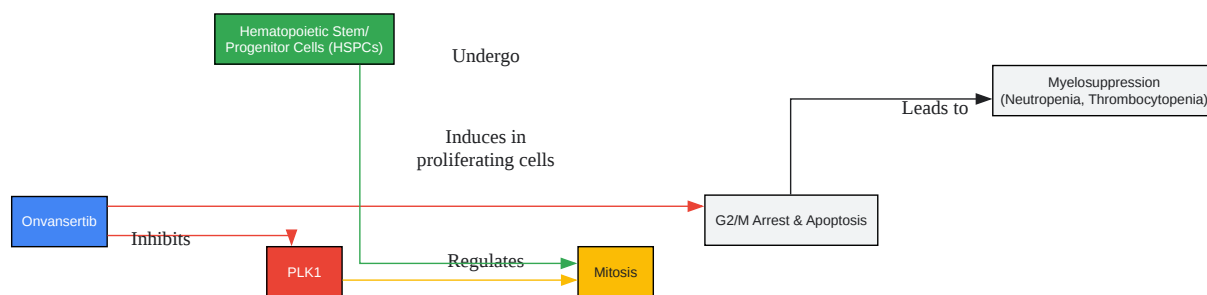 Hematopoietic Stem/
Progenitor Cells (HSPCs)
Undergo
Myelosuppression
(Neutropenia, Thrombocytopenia)
Leads to
Induces in
proliferating cells
Onvansertib
G2/M Arrest & Apoptosis
Inhibits
PLK1
Regulates
Mitosis